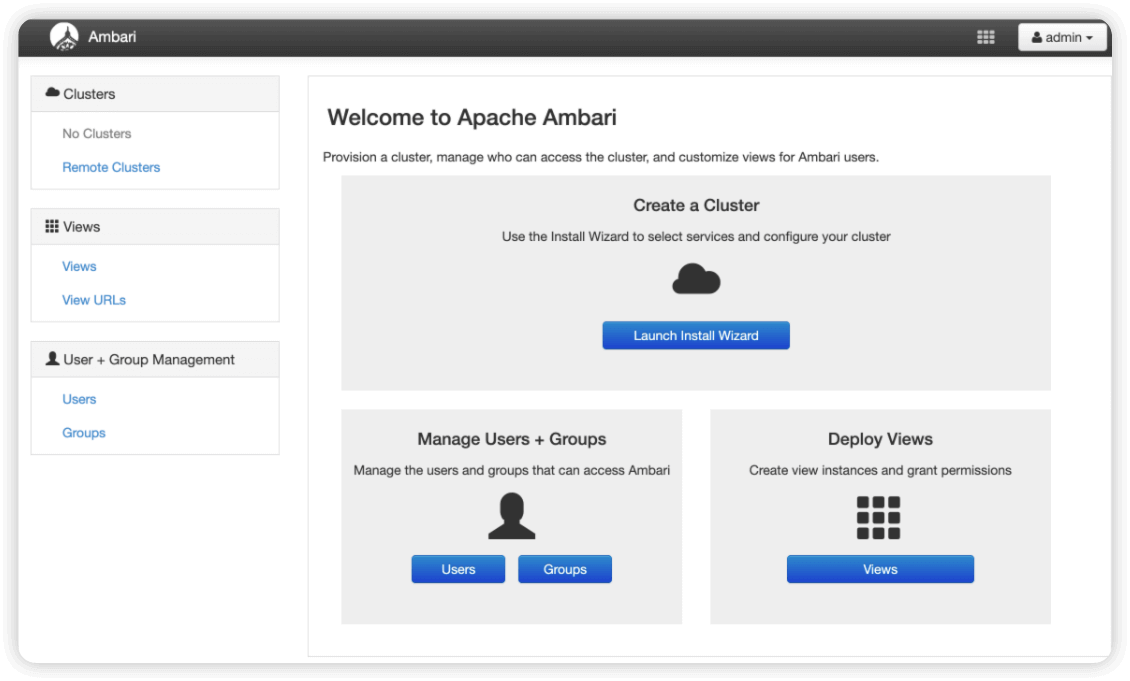 Ambari
admin
Clusters
No Clusters
Remote Clusters
Views
Views
View URLs
User + Group Management
Users
Groups
Welcome to Apache Ambari
Provision a cluster, manage who can access the cluster, and customize views for Ambari users.
Create a Cluster
Use the Install Wizard to select services and configure your cluster
Launch Install Wizard
Manage Users + Groups
Manage the users and groups that can access Ambari
Users
Groups
Deploy Views
Create view instances and grant permissions
Views